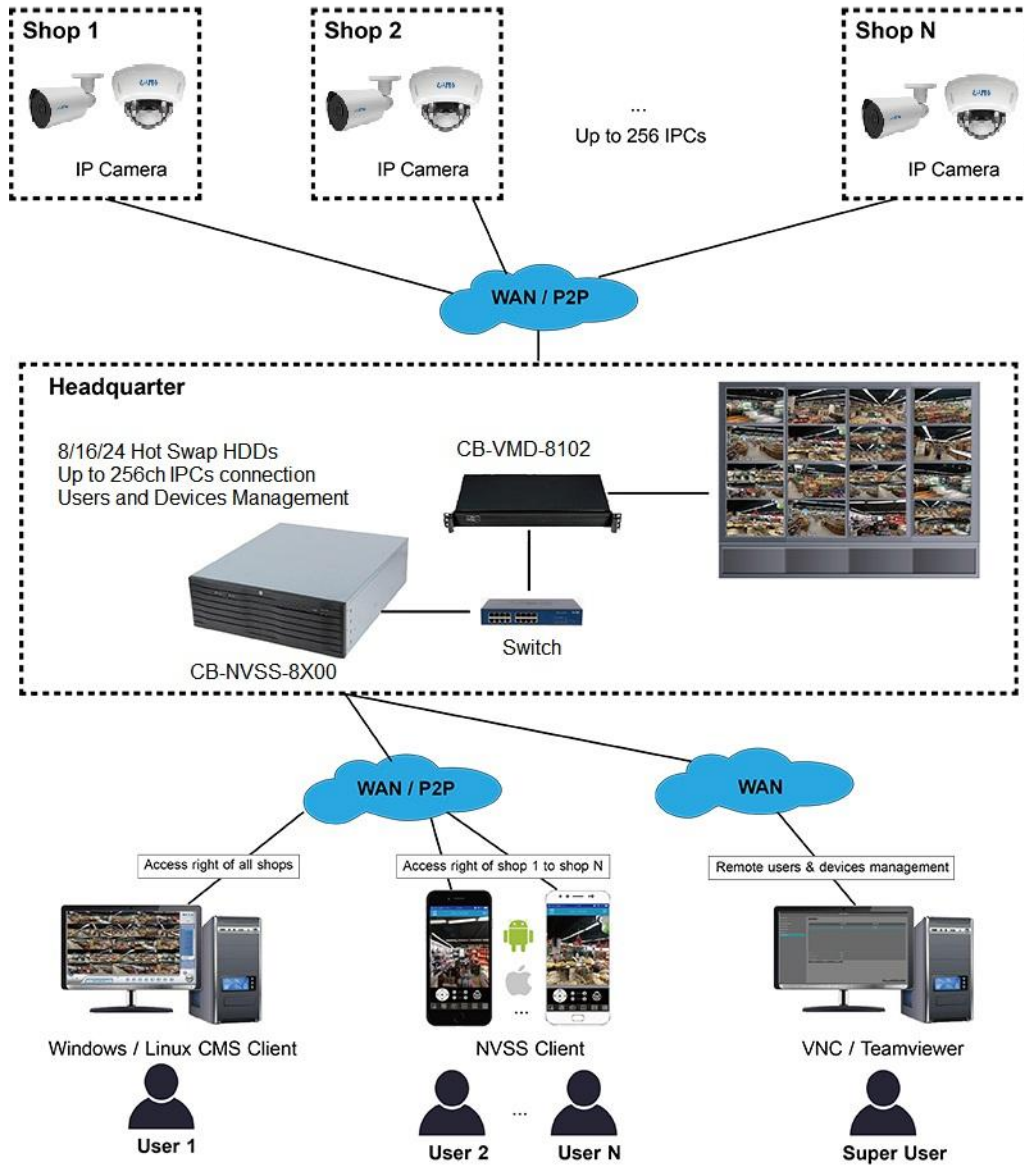 Shop 1
IP Camera
Shop 2
IP Camera
...
Up to 256 IPCs
Shop N
IP Camera
WAN / P2P
Headquarter
8/16/24 Hot Swap HDDs
Up to 256ch IPCs connection
Users and Devices Management
CB-VMD-8102
Switch
CB-NVSS-8X00
WAN / P2P
WAN
Access right of all shops
Access right of shop 1 to shop N
Remote users & devices management
...
Windows / Linux CMS Client
NVSS Client
VNC / Teamviewer
...
User 1
User 2
User N
Super User